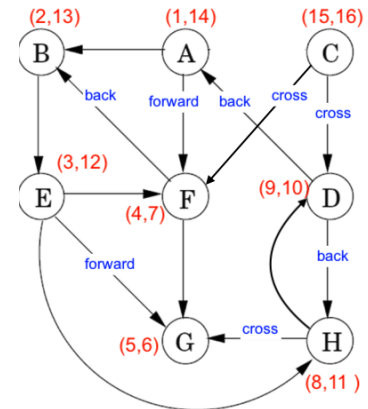 (2,13) (1,14) (15,16)
B A C
back forward back cross
cross
(3,12)
E F D
(4,7) (9,10)
forward back
cross
G H
(5,6)
(8,11 )